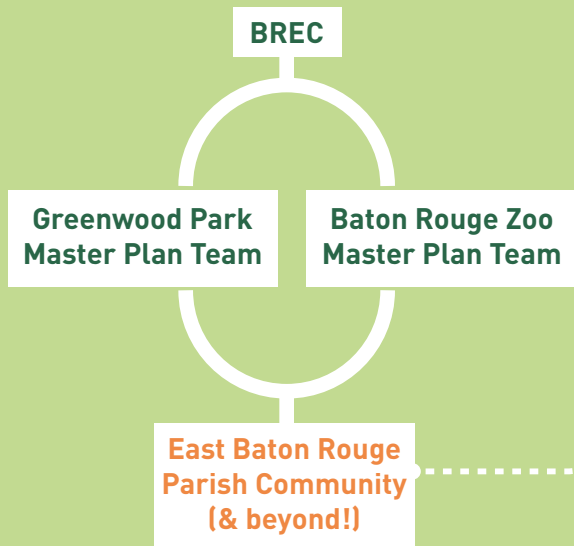 BREC
Greenwood Park
Master Plan Team
Baton Rouge Zoo
Master Plan Team
East Baton Rouge
Parish Community
(& beyond!)